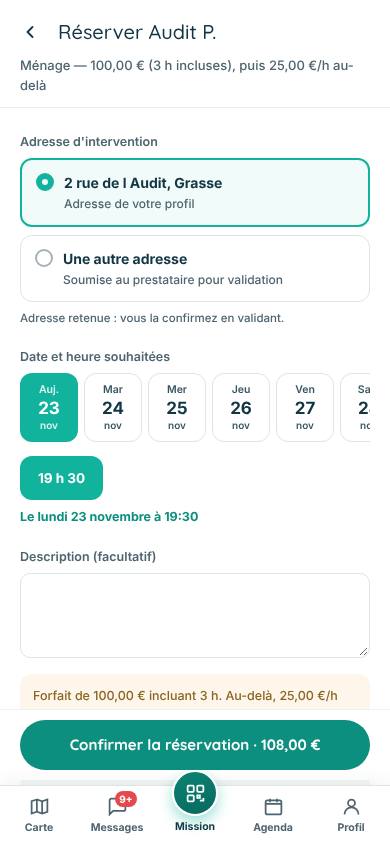 Réserver Audit P.
Ménage — 100,00 € (3 h incluses), puis 25,00 €/h au-
delà
Adresse d'intervention
2 rue de l Audit, Grasse
Adresse de votre profil
Une autre adresse
Soumise au prestataire pour validation
Adresse retenue : vous la confirmez en validant.
Date et heure souhaitées
Auj. Mar Mer Jeu Ven
23 24 25 26 27
nov nov nov nov nov
19 h 30
Le lundi 23 novembre à 19:30
Description (facultatif)
Forfait de 100,00 € incluant 3 h. Au-delà, 25,00 €/h
Confirmer la réservation · 108,00 €
9+
Carte Messages Mission Agenda Profil